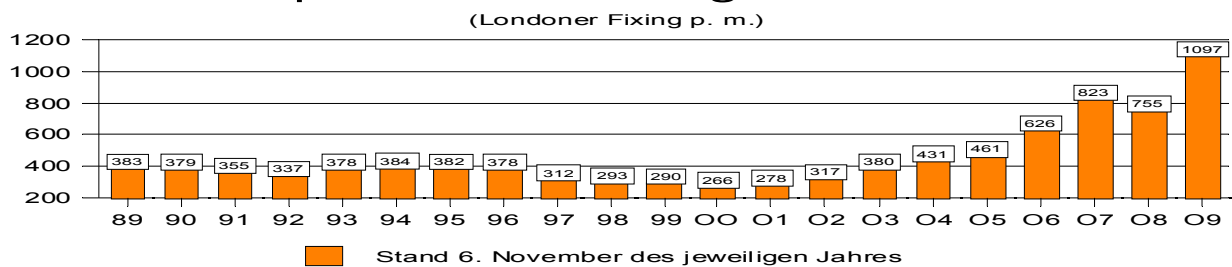 (Londoner Fixing p. m.)
1200
1000
800
600
400
200
383 379 355 337 378 384 382 378 312 293 290 266 278 317 380 431 461 626 823 755 1097
89 90 91 92 93 94 95 96 97 98 99 OO O1 O2 O3 O4 O5 O6 O7 O8 O9
Stand 6. November des jeweiligen Jahres